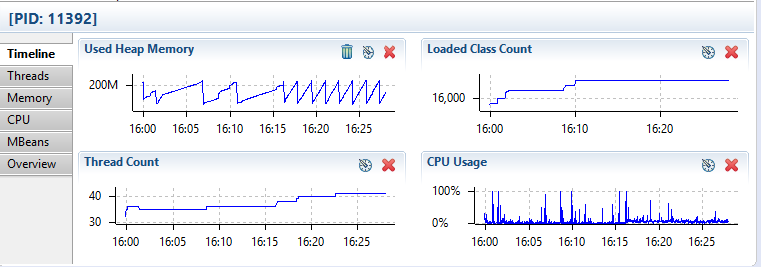 [PID: 11392]
Timeline
Threads
Memory
CPU
MBeans
Overview
Used Heap Memory
200M
16:00 16:05 16:10 16:15 16:20 16:25
Loaded Class Count
16,000
16:00 16:10 16:20
Thread Count
40
30
16:00 16:05 16:10 16:15 16:20 16:25
CPU Usage
100%
0%
16:00 16:05 16:10 16:15 16:20 16:25